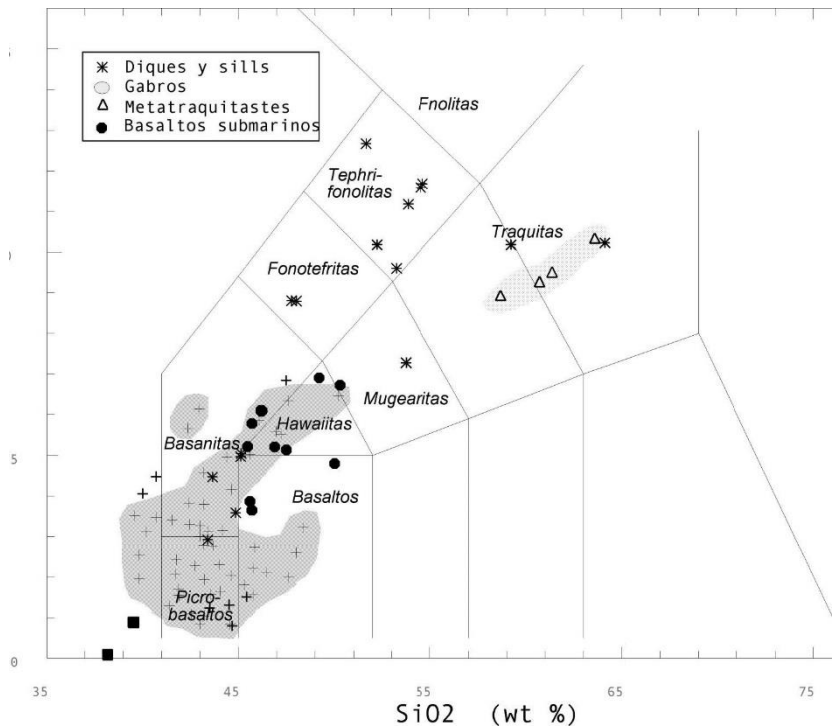 Diques y sills
Gabros
Metatraquitastes
Basaltos submarinos
Fnolitas
Tephri-
fonolitas
Traquitas
Fonotefritas
Mugearitas
Hawaiitas
Basanitas
Basaltos
Picro-
basaltos
5
0
35 45 55 65 75
SiO2 (wt %)